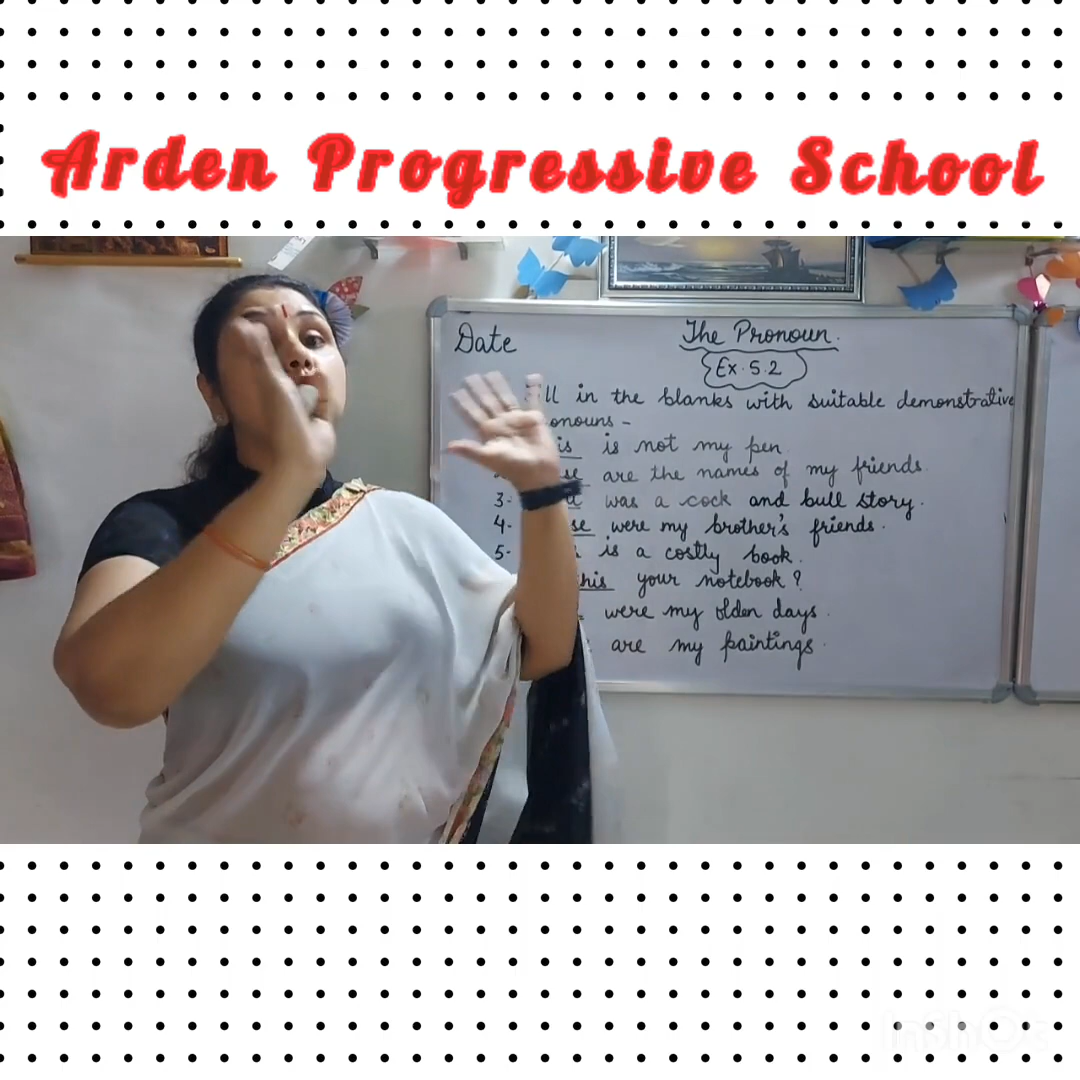 Arden Progressive School
Date
The Pronoun.
Ex. 5.2
in the blanks with suitable demonstrative
is not my pen.
are the names of my friends.
3- was a cock and bull story.
4- were my brother's friends.
5- is a costly book.
this your notebook?
were my olden days.
are my paintings.
InShOt